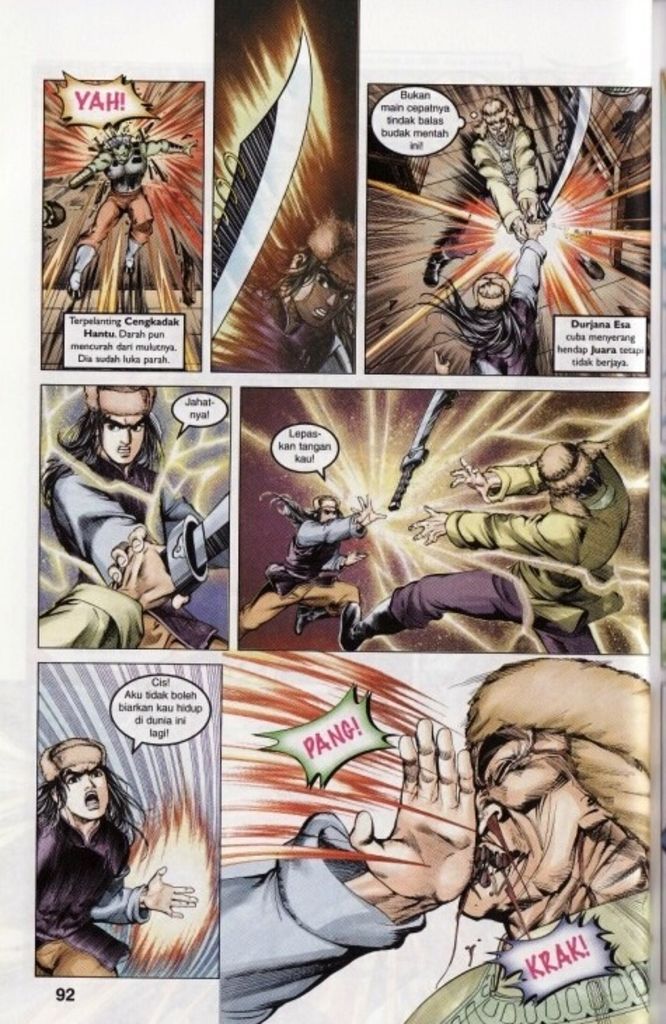 YAH!
Terpelanting Cengkadak
Hantu. Darah pun
mencurah dari mulutnya.
Dia sudah luka parah.
Bukan
main cepatnya
tindak balas
budak mentah
ini!
Durjana Esa
cuba menyerang
hendap Juara tetapi
tidak berjaya.
Jahat-
nya!
Lepas-
kan tangan
kau!
Cis!
Aku tidak boleh
biarkan kau hidup
di dunia ini
lagi!
PANG!
KRAK!
92